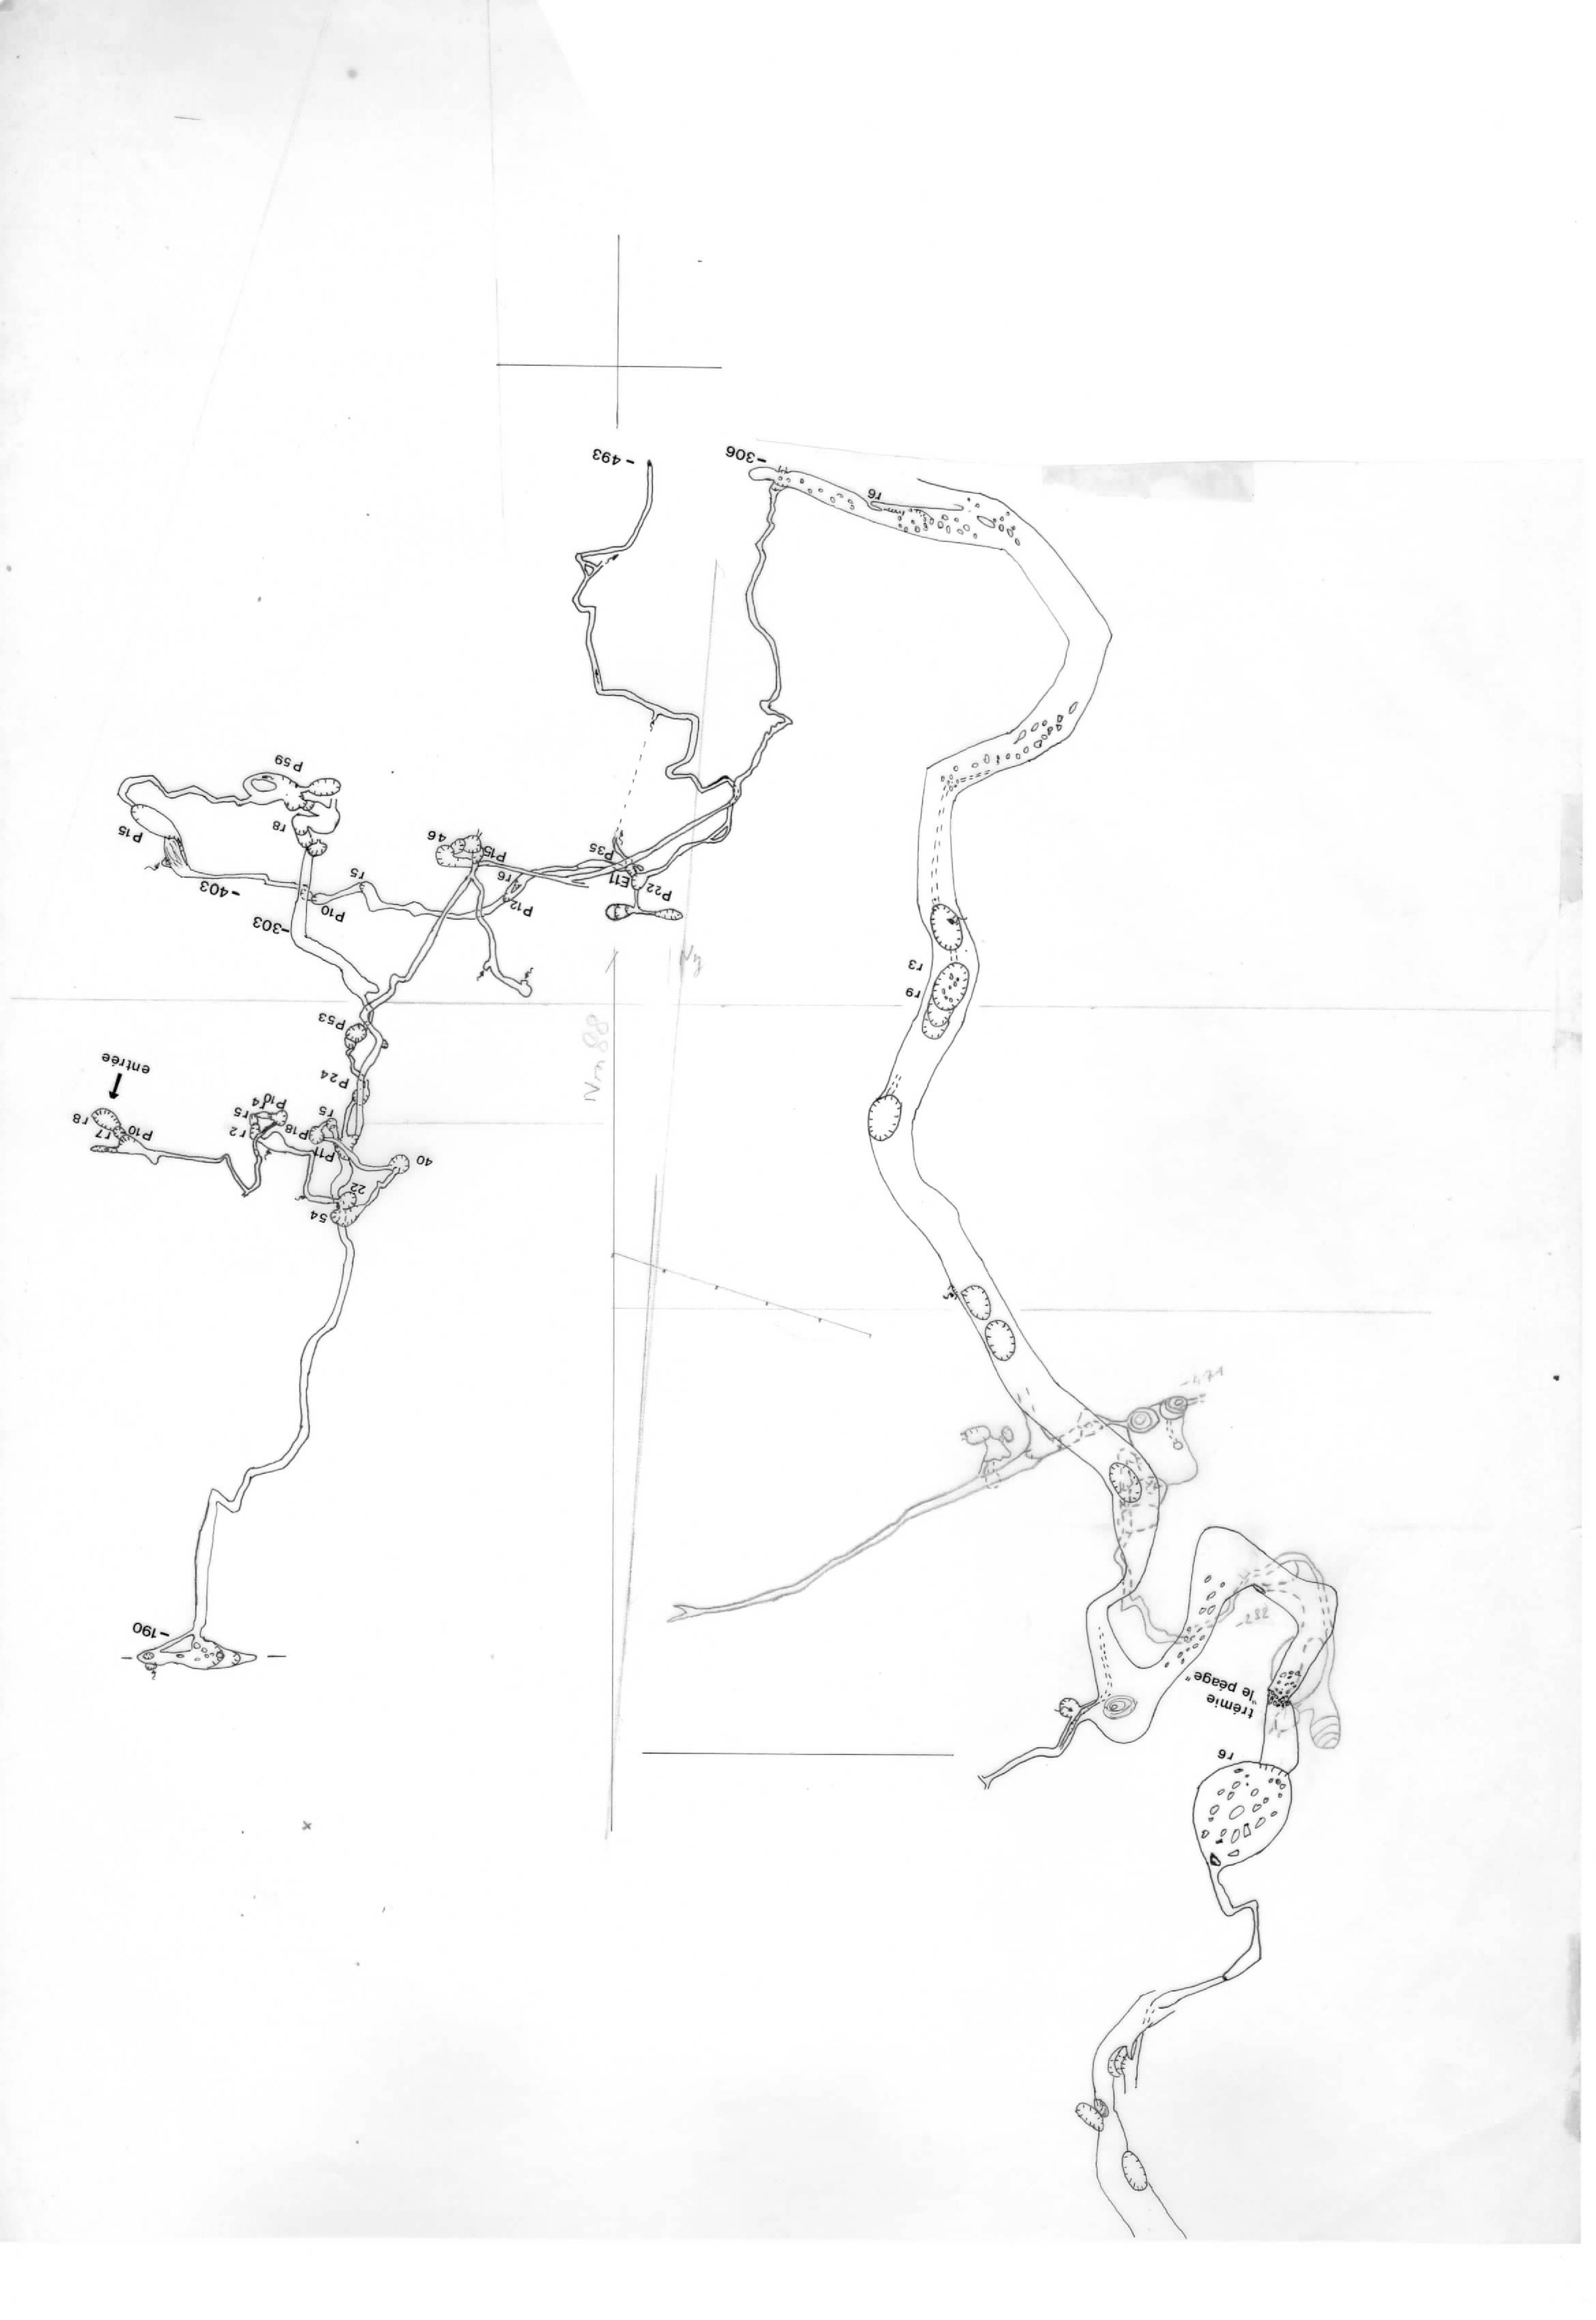 -493
-306
r6
P59
r8
P15
-403
r5
P10
-303
46
P15
r6
P12
P35
E11
P22
Nm 88
r3
r9
P53
P24
entrée
r8
r7
P10
r5
r4
P10
r2
P18
r5
P11
40
22
54
-190
?
-471
-282
trémie
"le péage"
r6